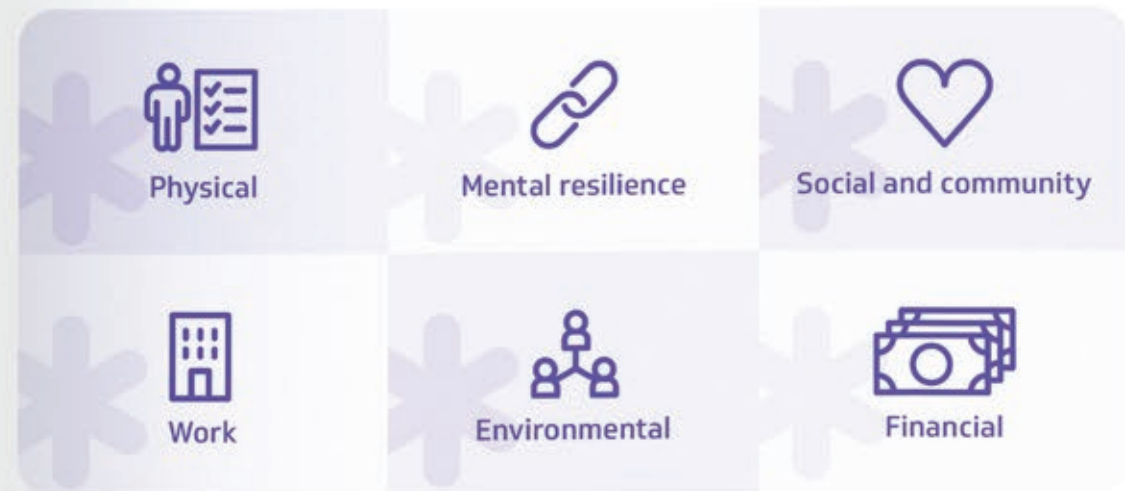 Physical
Mental resilience
Social and community
Work
Environmental
Financial